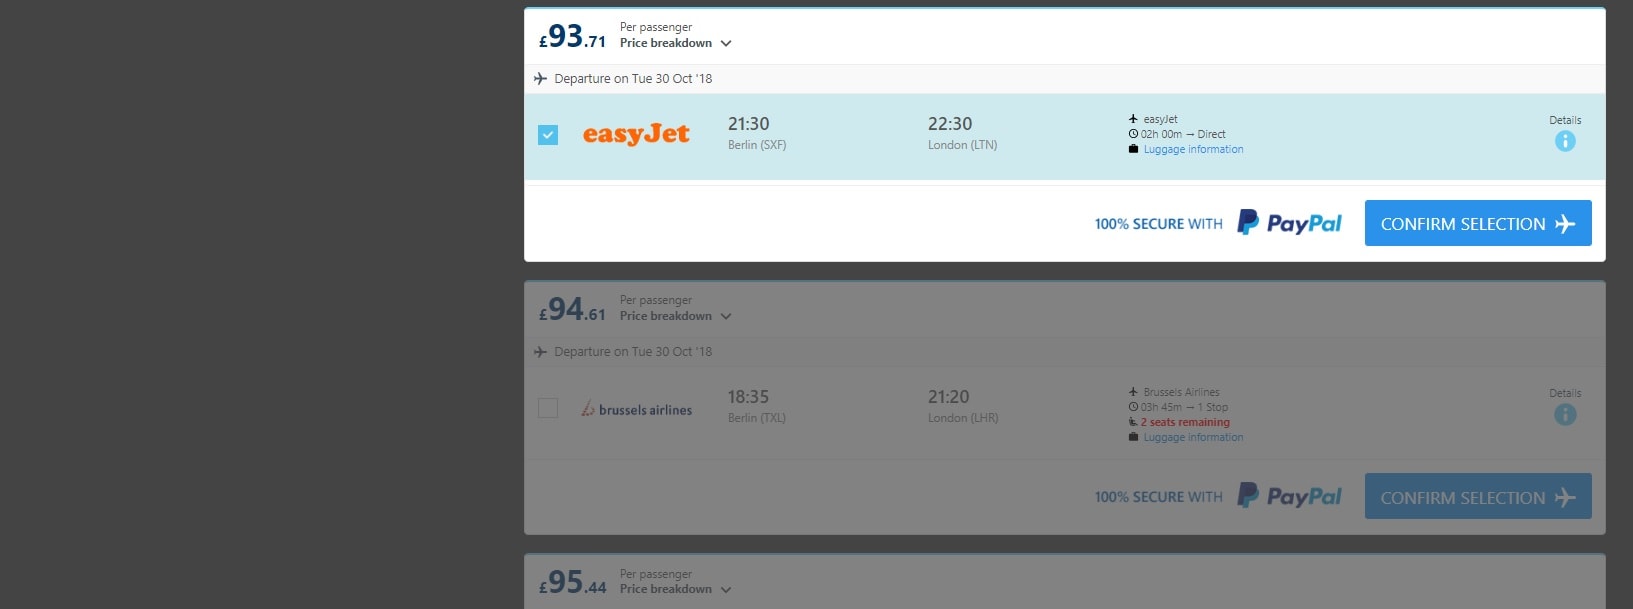 £93.71
Per passenger
Price breakdown
Departure on Tue 30 Oct '18
easyJet
21:30
Berlin (SXF)
22:30
London (LTN)
easyJet
02h 00m → Direct
Luggage information
Details
100% SECURE WITH PayPal
CONFIRM SELECTION
£94.61
Per passenger
Price breakdown
Departure on Tue 30 Oct '18
brussels airlines
18:35
Berlin (TXL)
21:20
London (LHR)
Brussels Airlines
03h 45m → 1 Stop
2 seats remaining
Luggage information
Details
100% SECURE WITH PayPal
CONFIRM SELECTION
£95.44
Per passenger
Price breakdown